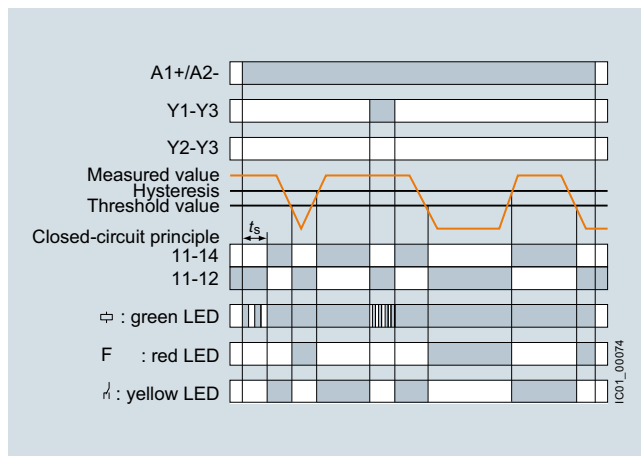 A1+/A2-
Y1-Y3
Y2-Y3
Measured value
Hysteresis
Threshold value
ts
Closed-circuit principle
11-14
11-12
: green LED
F : red LED
: yellow LED
IC01_00074